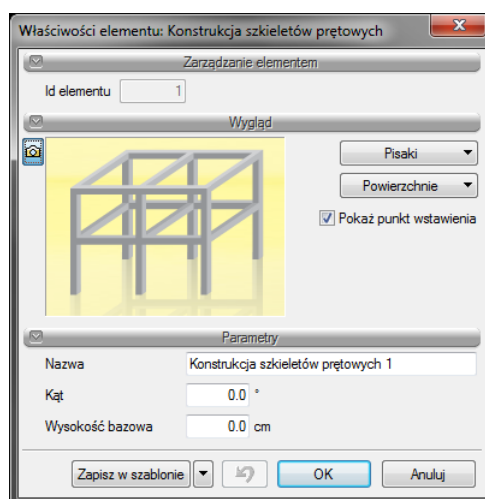 Właściwości elementu: Konstrukcja szkieletów prętowych
Zarządzanie elementem
Id elementu 1
Wygląd
Pisaki
Powierzchnie
Pokaż punkt wstawienia
Parametry
Nazwa Konstrukcja szkieletów prętowych 1
Kąt 0.0 °
Wysokość bazowa 0.0 cm
Zapisz w szablonie OK Anuluj